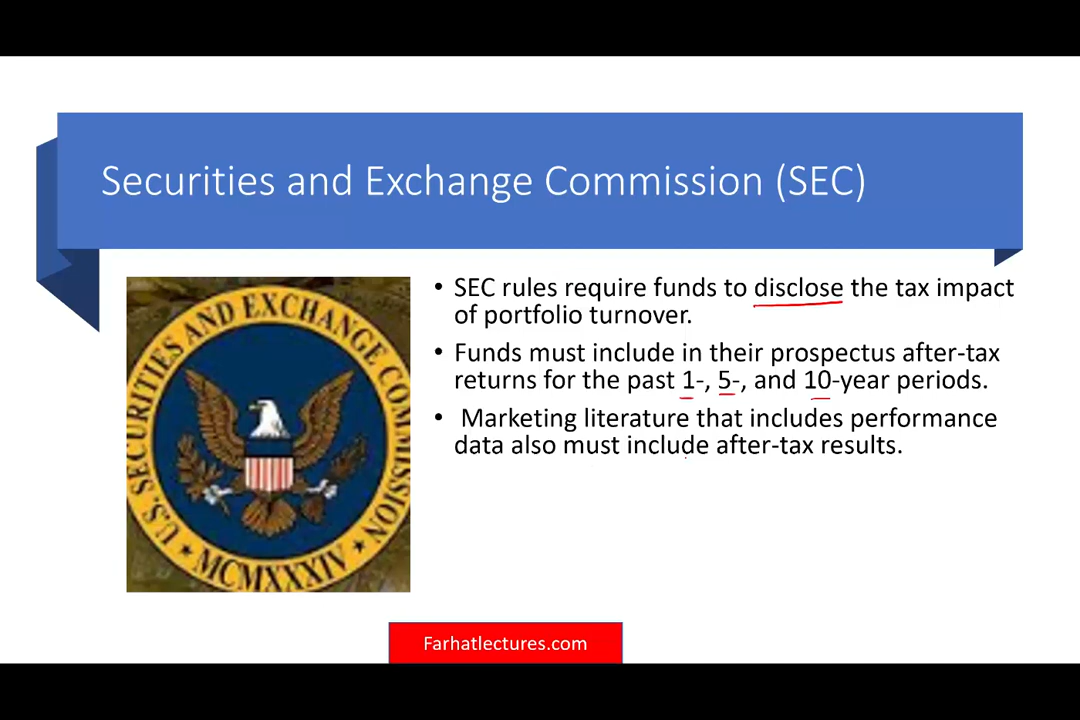 Securities and Exchange Commission (SEC)
• SEC rules require funds to disclose the tax impact
of portfolio turnover.
• Funds must include in their prospectus after-tax
returns for the past 1-, 5-, and 10-year periods.
• Marketing literature that includes performance
data also must include after-tax results.
U.S. SECURITIES AND EXCHANGE COMMISSION
MCMXXXIV
Farhatlectures.com